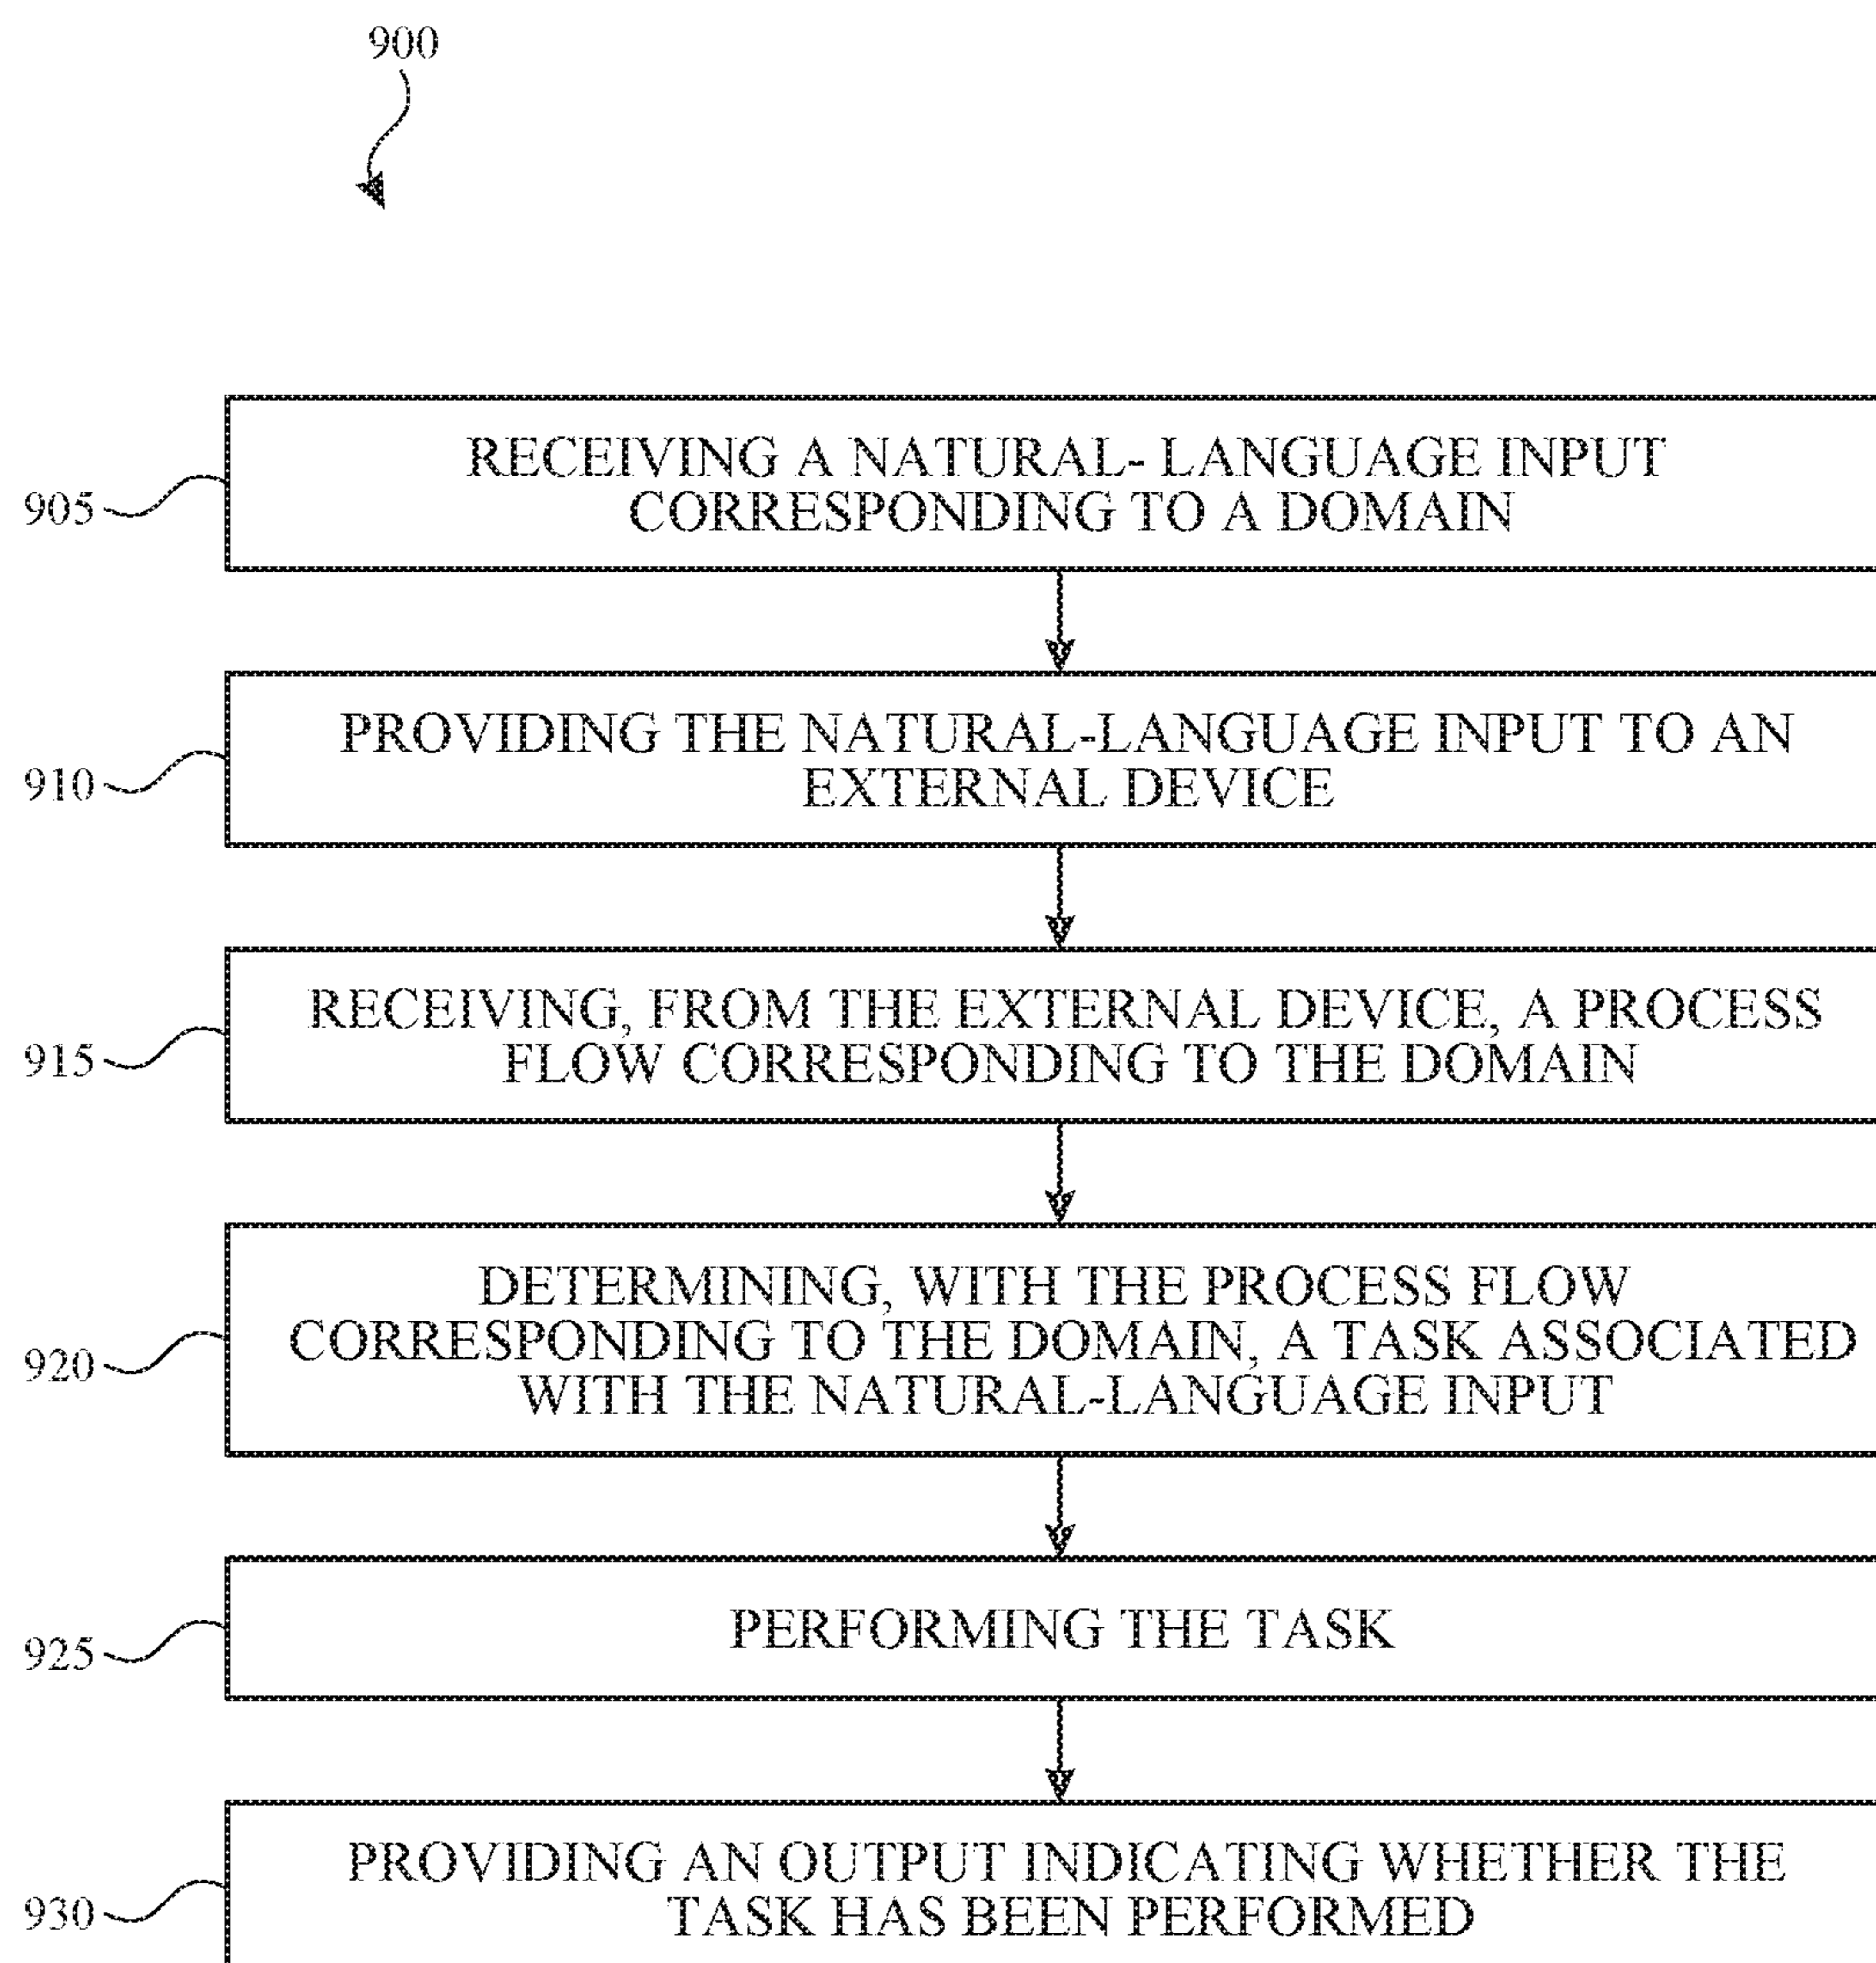 900
905
RECEIVING A NATURAL- LANGUAGE INPUT
CORRESPONDING TO A DOMAIN
910
PROVIDING THE NATURAL-LANGUAGE INPUT TO AN
EXTERNAL DEVICE
915
RECEIVING, FROM THE EXTERNAL DEVICE, A PROCESS
FLOW CORRESPONDING TO THE DOMAIN
920
DETERMINING, WITH THE PROCESS FLOW
CORRESPONDING TO THE DOMAIN, A TASK ASSOCIATED
WITH THE NATURAL-LANGUAGE INPUT
925
PERFORMING THE TASK
930
PROVIDING AN OUTPUT INDICATING WHETHER THE
TASK HAS BEEN PERFORMED